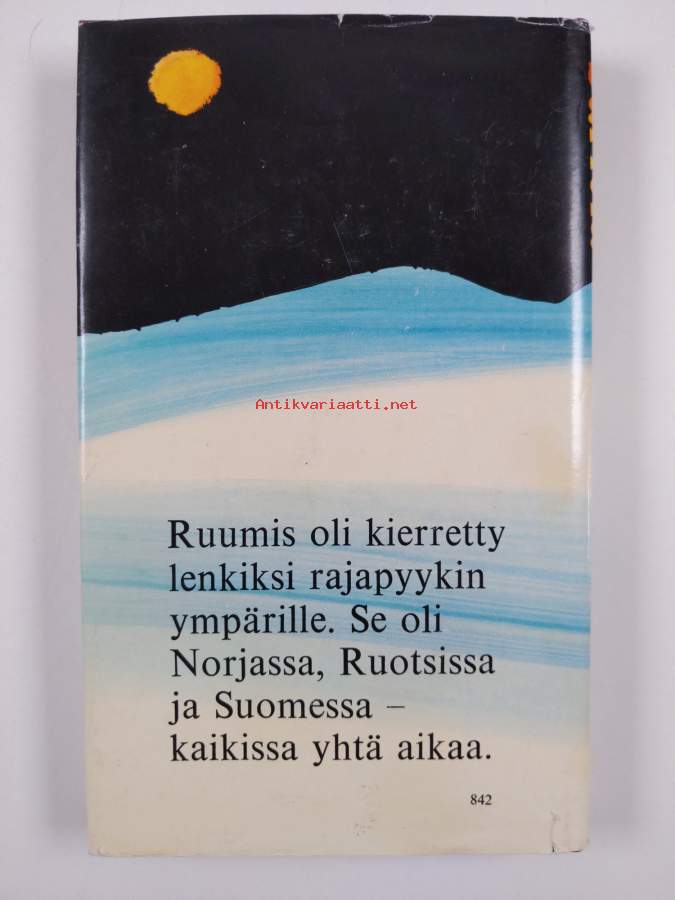 Antikvariaatti.net
Ruumis oli kierretty
lenkiksi rajapyykin
ympärille. Se oli
Norjassa, Ruotsissa
ja Suomessa –
kaikissa yhtä aikaa.
842